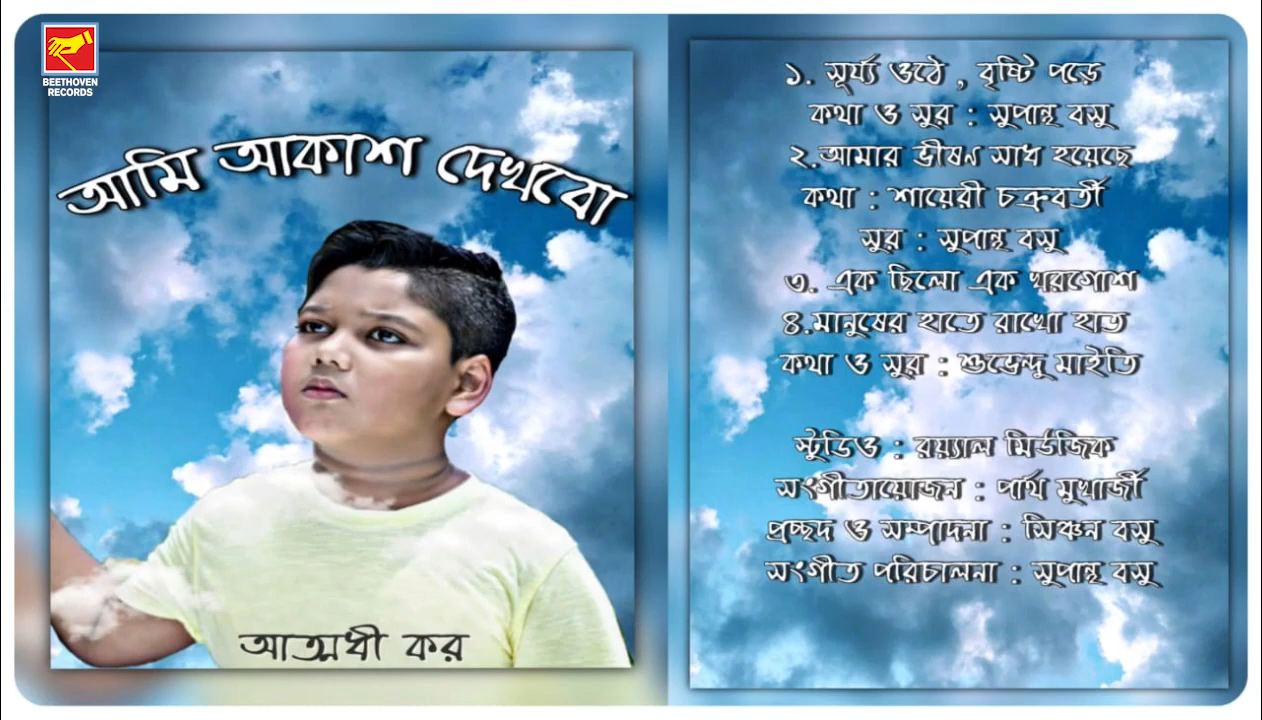 BEETHOVEN
RECORDS
আমি আকাশ দেখবো
আত্মধী কর
১. সূর্য্য ওঠে , বৃষ্টি পড়ে
কথা ও সুর : সুপান্থ বসু
২.আমার ভীষণ সাধ হয়েছে
কথা : শায়েরী চক্রবর্তী
সুর : সুপান্থ বসু
৩. এক ছিলো এক খরগোশ
৪.মানুষের হাতে রাখো হাত
কথা ও সুর : শুভেন্দু মাইতি
স্টুডিও : রয়্যাল মিউজিক
সংগীতায়োজন : পার্থ মুখার্জী
প্রচ্ছদ ও সম্পাদনা : সিঞ্চন বসু
সংগীত পরিচালনা : সুপান্থ বসু